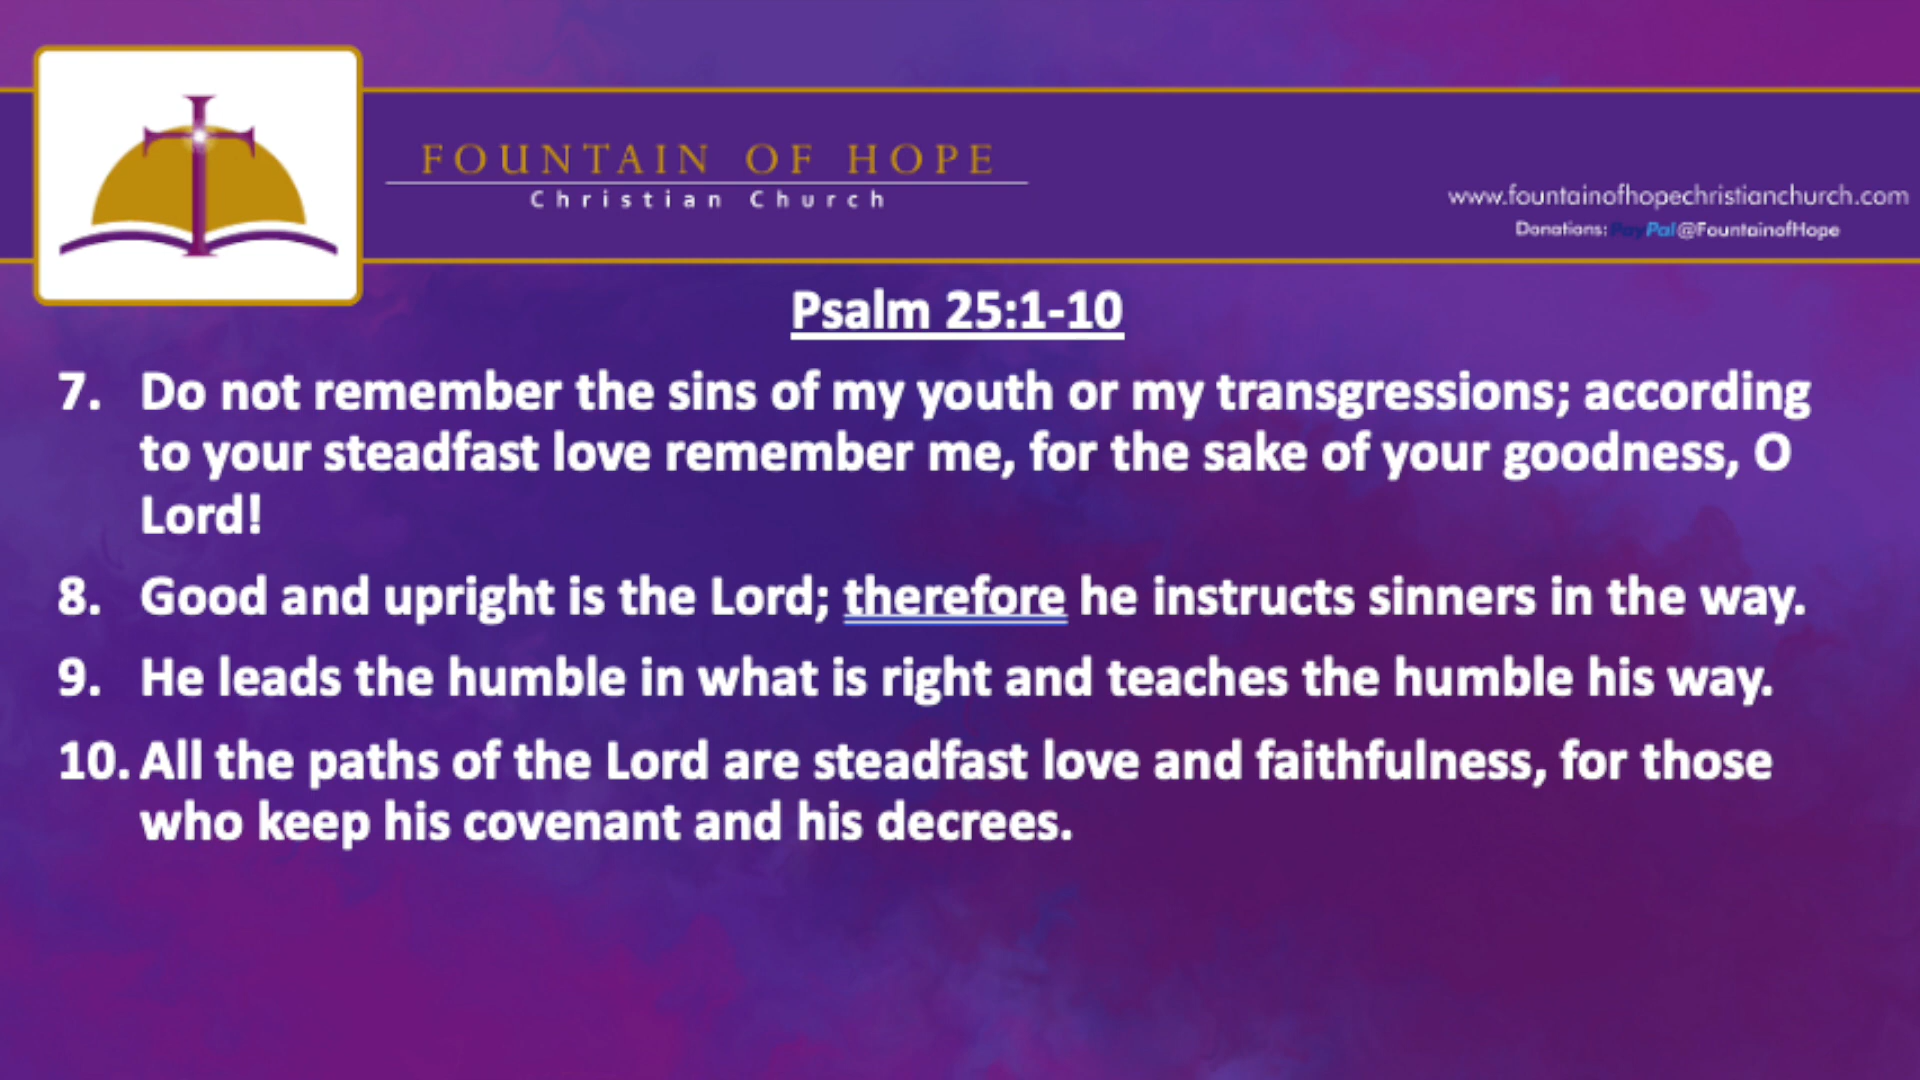 FOUNTAIN OF HOPE
Christian Church
www.fountainofhopechristianchurch.com
Donations: PayPal@FountainofHope
Psalm 25:1-10
7. Do not remember the sins of my youth or my transgressions; according
to your steadfast love remember me, for the sake of your goodness, O
Lord!
8. Good and upright is the Lord; therefore he instructs sinners in the way.
9. He leads the humble in what is right and teaches the humble his way.
10. All the paths of the Lord are steadfast love and faithfulness, for those
who keep his covenant and his decrees.